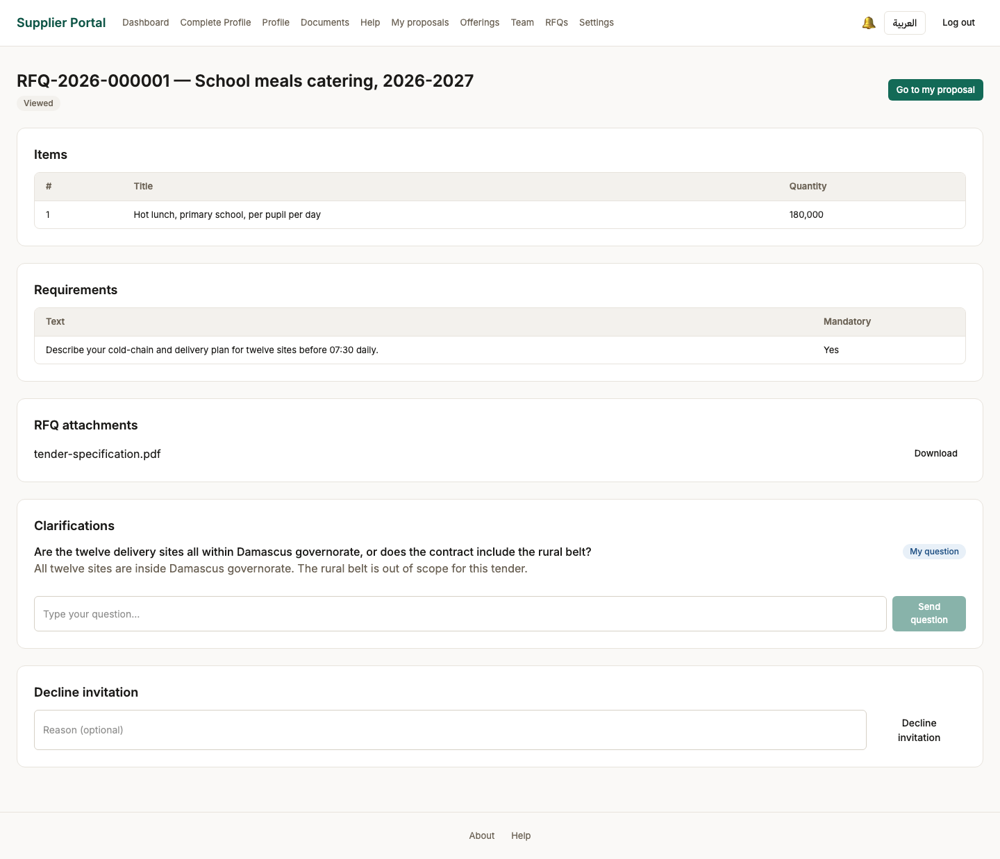 Supplier Portal Dashboard Complete Profile Profile Documents Help My proposals Offerings Team RFQs Settings العربية Log out
RFQ-2026-000001 — School meals catering, 2026-2027
Viewed
Go to my proposal
Items
# Title Quantity
1 Hot lunch, primary school, per pupil per day 180,000
Requirements
Text Mandatory
Describe your cold-chain and delivery plan for twelve sites before 07:30 daily. Yes
RFQ attachments
tender-specification.pdf Download
Clarifications
Are the twelve delivery sites all within Damascus governorate, or does the contract include the rural belt? My question
All twelve sites are inside Damascus governorate. The rural belt is out of scope for this tender.
Type your question...
Send
question
Decline invitation
Reason (optional)
Decline
invitation
About Help